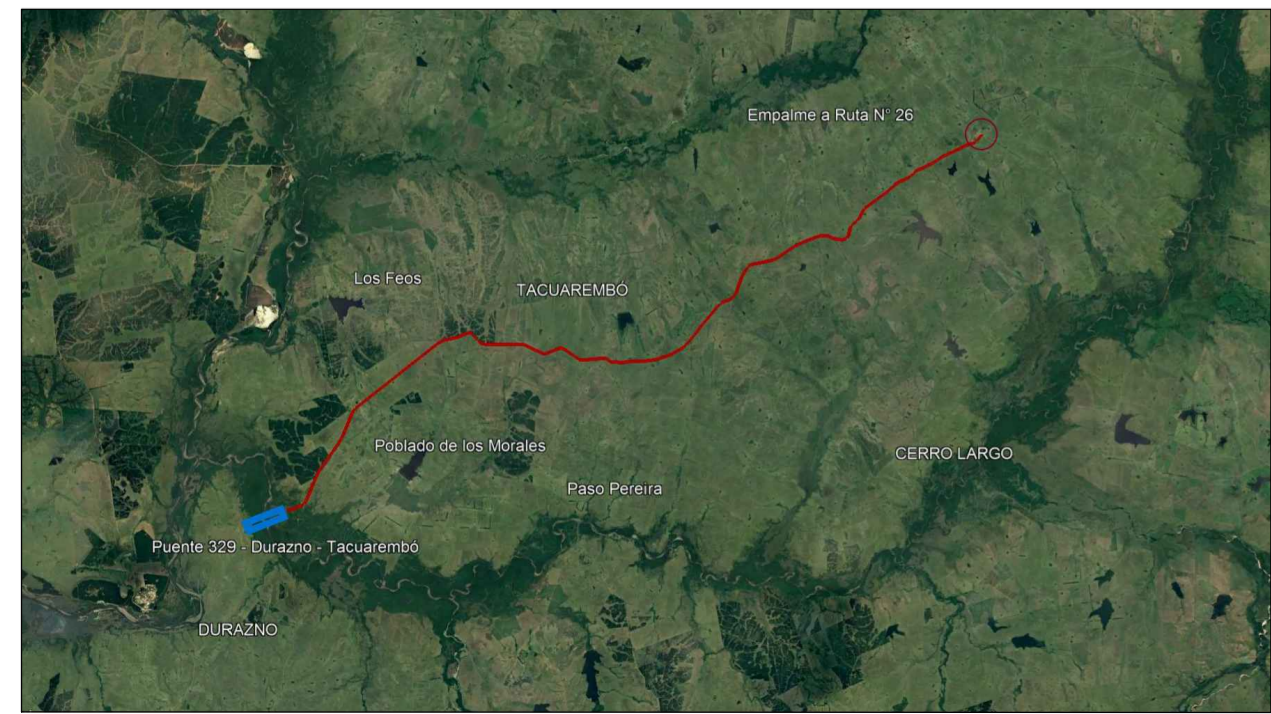 Empalme a Ruta N° 26
Los Feos
TACUAREMBÓ
Poblado de los Morales
CERRO LARGO
Paso Pereira
Puente 329 - Durazno - Tacuarembó
DURAZNO